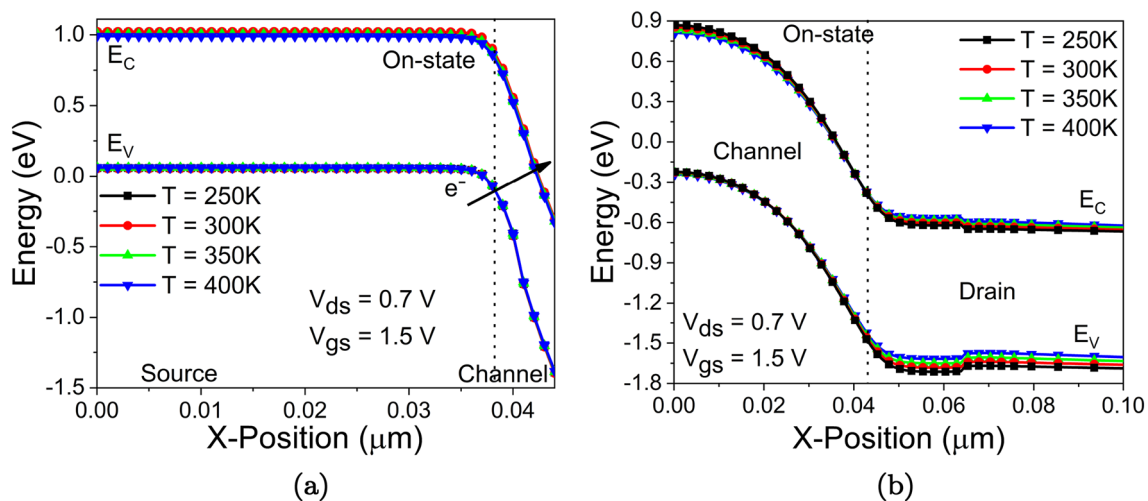 1.0
0.5
0.0
-0.5
-1.0
-1.5
Energy (eV)
E_C
E_V
On-state
e⁻
T = 250K
T = 300K
T = 350K
T = 400K
V_ds = 0.7 V
V_gs = 1.5 V
Source
Channel
0.00 0.01 0.02 0.03 0.04
X-Position (μm)
(a)
0.9
0.6
0.3
0.0
-0.3
-0.6
-0.9
-1.2
-1.5
-1.8
Energy (eV)
On-state
T = 250K
T = 300K
T = 350K
T = 400K
Channel
E_C
Drain
E_V
V_ds = 0.7 V
V_gs = 1.5 V
0.00 0.02 0.04 0.06 0.08 0.10
X-Position (μm)
(b)